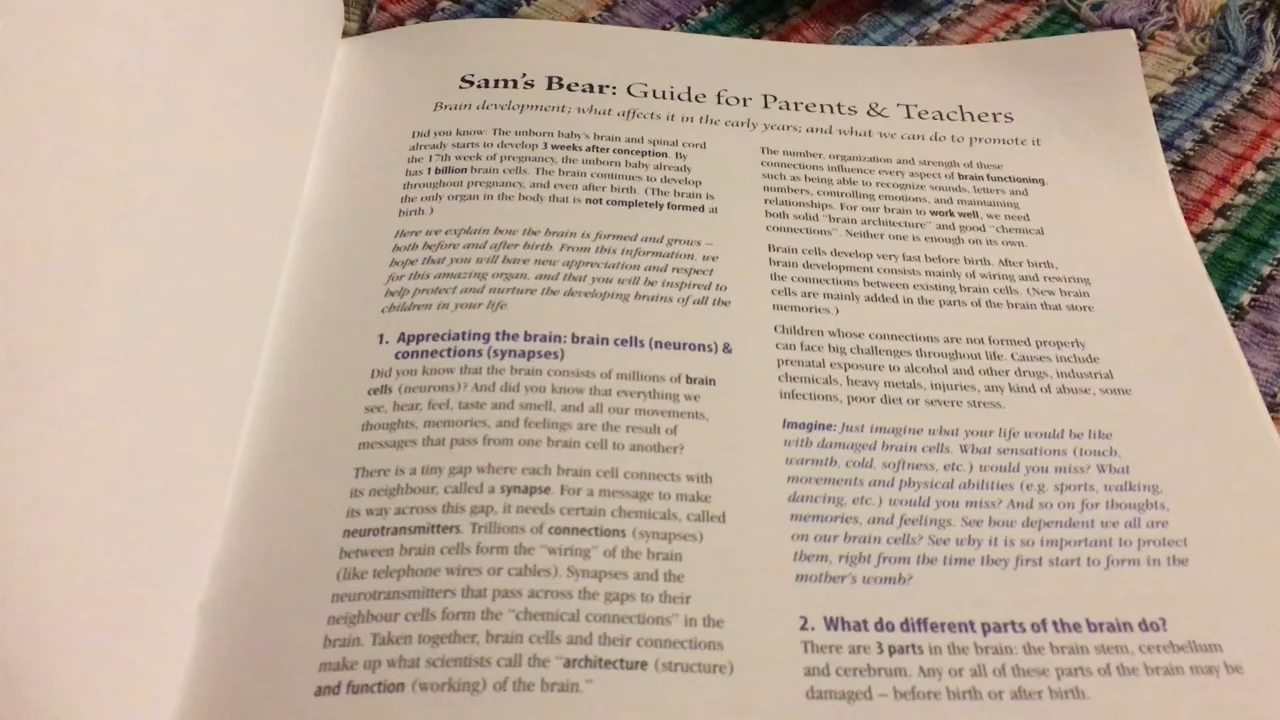 Sam's Bear: Guide for Parents & Teachers
Brain development; what affects it in the early years; and what we can do to promote it
Did you know: The unborn baby's brain and spinal cord
already starts to develop 3 weeks after conception. By
the 17th week of pregnancy, the unborn baby already
has 1 billion brain cells. The brain continues to develop
throughout pregnancy, and even after birth. (The brain is
the only organ in the body that is not completely formed at
birth.)
Here we explain how the brain is formed and grows –
both before and after birth. From this information, we
hope that you will have new appreciation and respect
for this amazing organ, and that you will be inspired to
help protect and nurture the developing brains of all the
children in your life.
1. Appreciating the brain: brain cells (neurons) &
connections (synapses)
Did you know that the brain consists of millions of brain
cells (neurons)? And did you know that everything we
see, hear, feel, taste and smell, and all our movements,
thoughts, memories, and feelings are the result of
messages that pass from one brain cell to another?
There is a tiny gap where each brain cell connects with
its neighbour, called a synapse. For a message to make
its way across this gap, it needs certain chemicals, called
neurotransmitters. Trillions of connections (synapses)
between brain cells form the "wiring" of the brain
(like telephone wires or cables). Synapses and the
neurotransmitters that pass across the gaps to their
neighbour cells form the "chemical connections" in the
brain. Taken together, brain cells and their connections
make up what scientists call the "architecture (structure)
and function (working) of the brain."
The number, organization and strength of these
connections influence every aspect of brain functioning,
such as being able to recognize sounds, letters and
numbers, controlling emotions, and maintaining
relationships. For our brain to work well, we need
both solid "brain architecture" and good "chemical
connections". Neither one is enough on its own.
Brain cells develop very fast before birth. After birth,
brain development consists mainly of wiring and rewiring
the connections between existing brain cells. (New brain
cells are mainly added in the parts of the brain that store
memories.)
Children whose connections are not formed properly
can face big challenges throughout life. Causes include
prenatal exposure to alcohol and other drugs, industrial
chemicals, heavy metals, injuries, any kind of abuse, some
infections, poor diet or severe stress.
Imagine: Just imagine what your life would be like
with damaged brain cells. What sensations (touch,
warmth, cold, softness, etc.) would you miss? What
movements and physical abilities (e.g. sports, walking,
dancing, etc.) would you miss? And so on for thoughts,
memories, and feelings. See how dependent we all are
on our brain cells? See why it is so important to protect
them, right from the time they first start to form in the
mother's womb?
2. What do different parts of the brain do?
There are 3 parts in the brain: the brain stem, cerebellum
and cerebrum. Any or all of these parts of the brain may be
damaged – before birth or after birth.